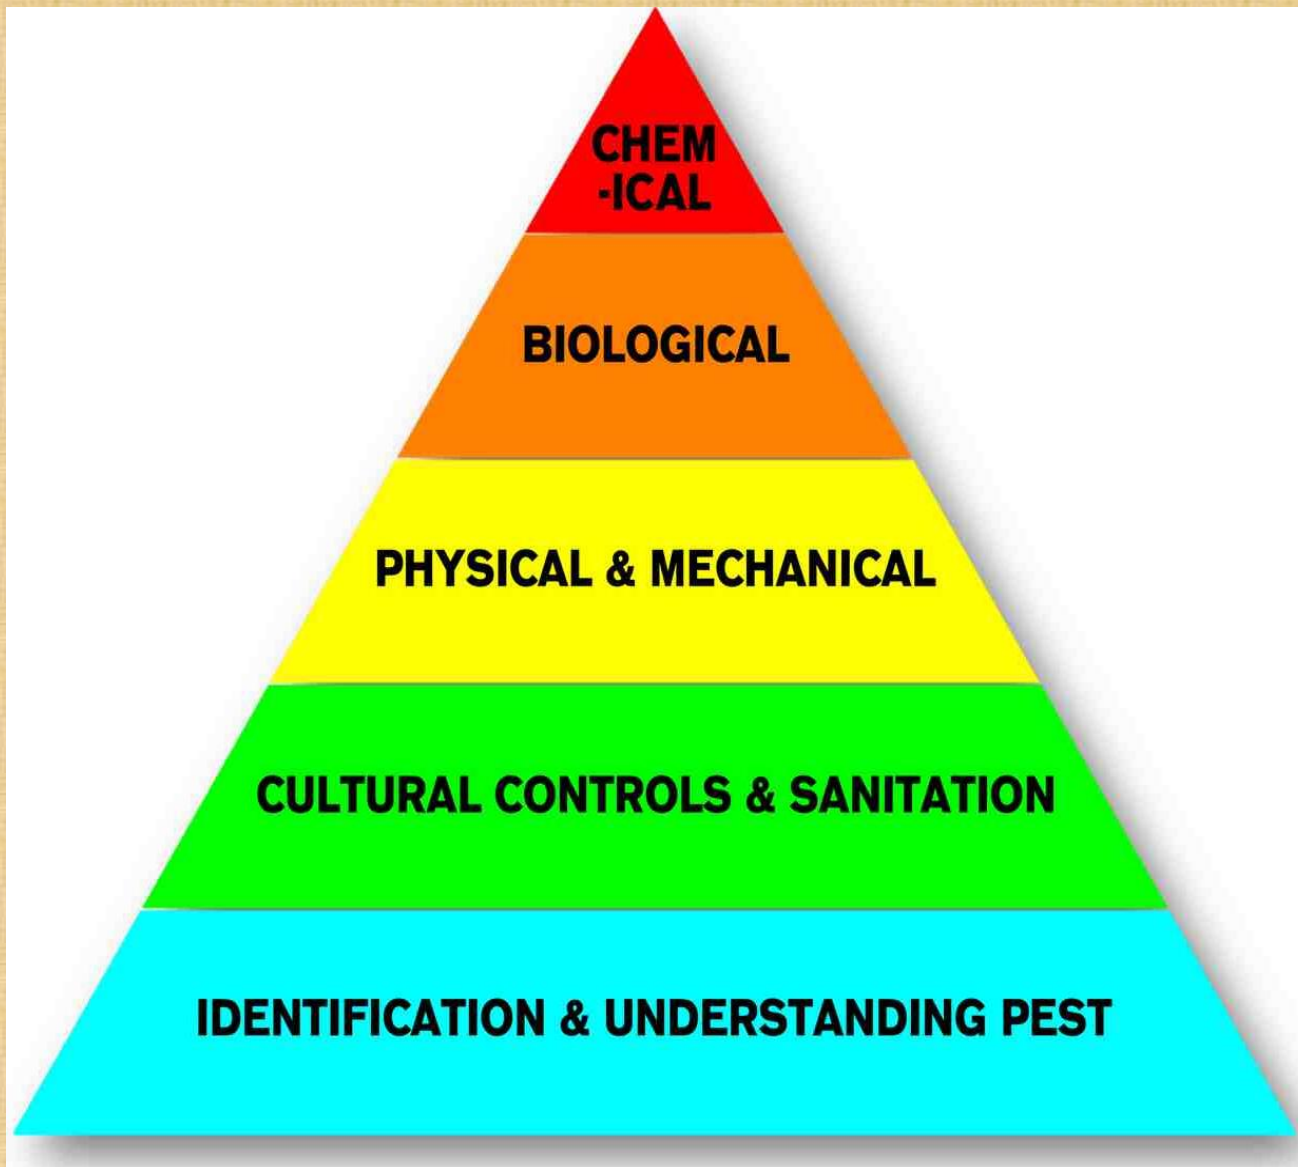 CHEM
-ICAL
BIOLOGICAL
PHYSICAL & MECHANICAL
CULTURAL CONTROLS & SANITATION
IDENTIFICATION & UNDERSTANDING PEST